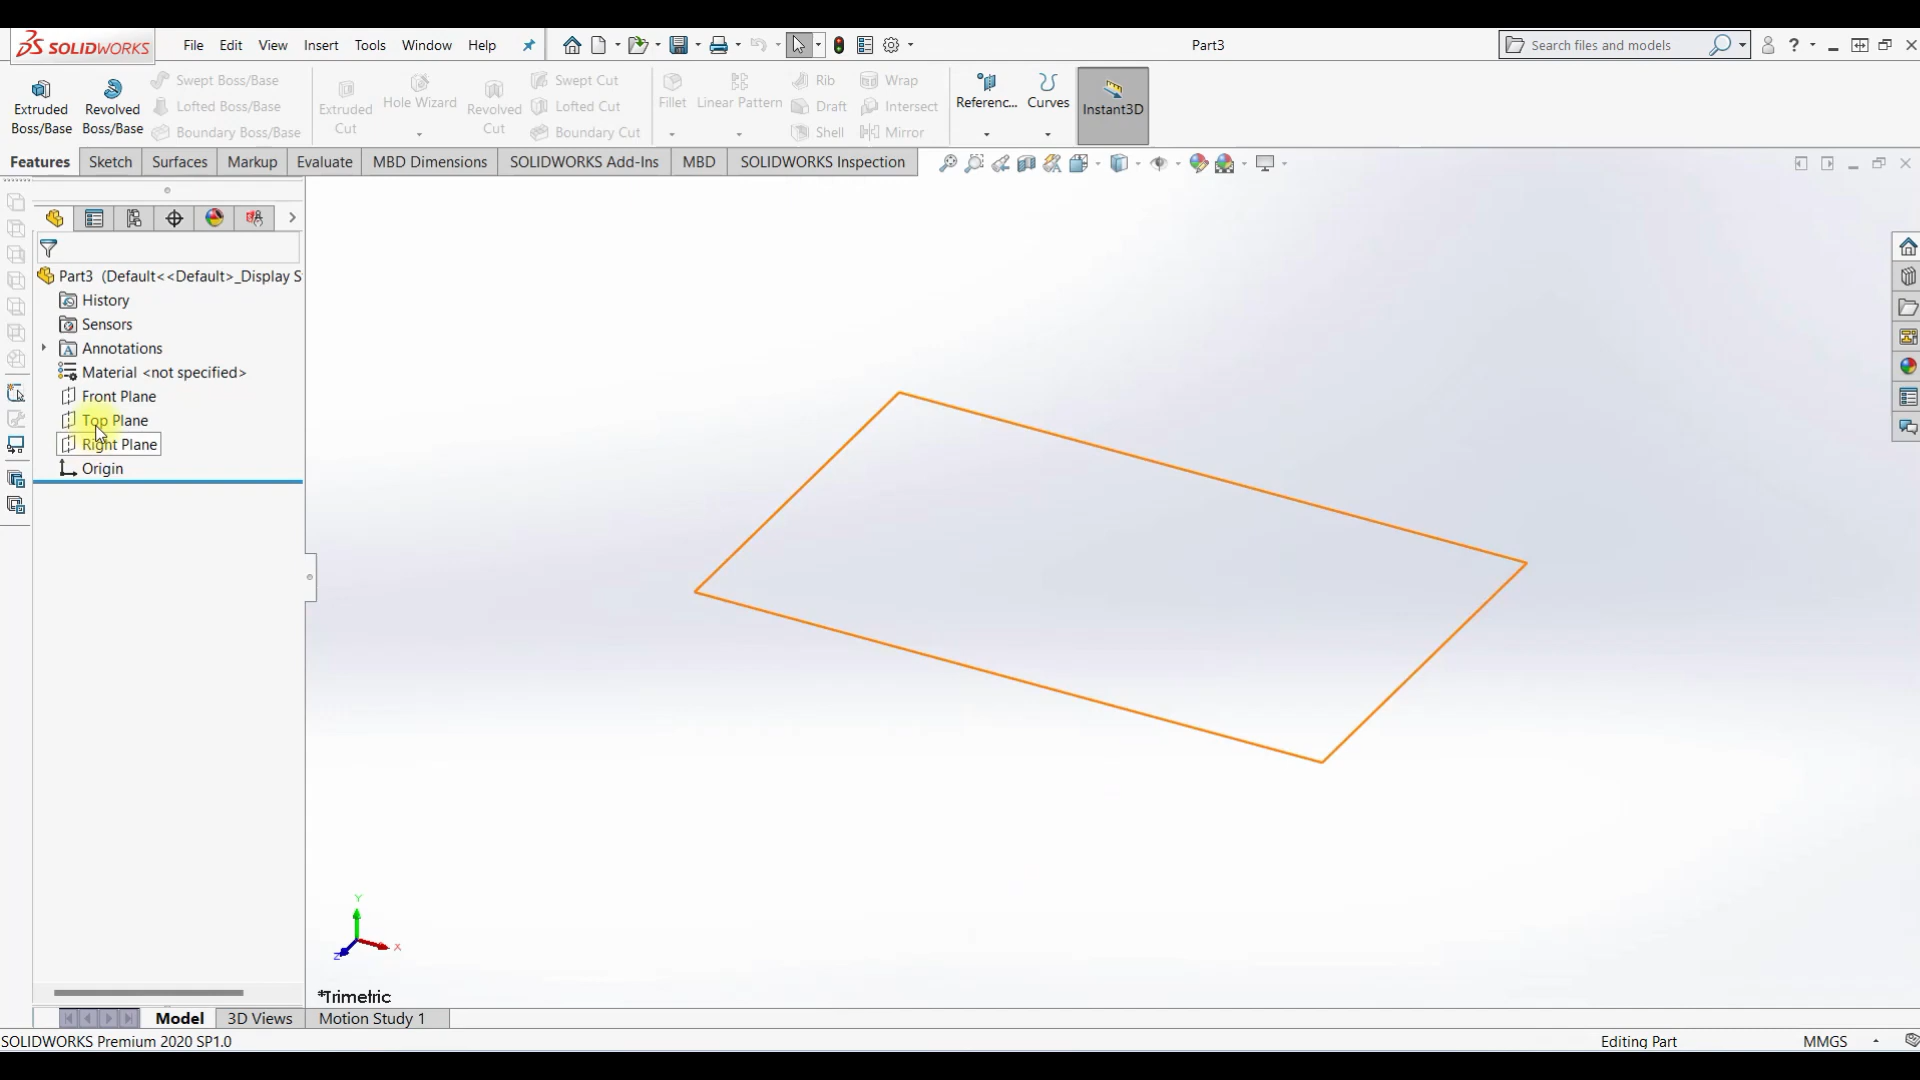 SOLIDWORKS File Edit View Insert Tools Window Help Part3 Search files and models ?
Extruded Boss/Base
Revolved Boss/Base
Swept Boss/Base
Lofted Boss/Base
Boundary Boss/Base
Extruded Cut
Hole Wizard
Revolved Cut
Swept Cut
Lofted Cut
Boundary Cut
Fillet
Linear Pattern
Rib
Draft
Shell
Wrap
Intersect
Mirror
Referenc...
Curves
Instant3D
Features Sketch Surfaces Markup Evaluate MBD Dimensions SOLIDWORKS Add-Ins MBD SOLIDWORKS Inspection
Part3 (Default<<Default>_Display S
History
Sensors
Annotations
Material <not specified>
Front Plane
Top Plane
Right Plane
Origin
Y
X
Z
*Trimetric
Model 3D Views Motion Study 1
SOLIDWORKS Premium 2020 SP1.0 Editing Part MMGS